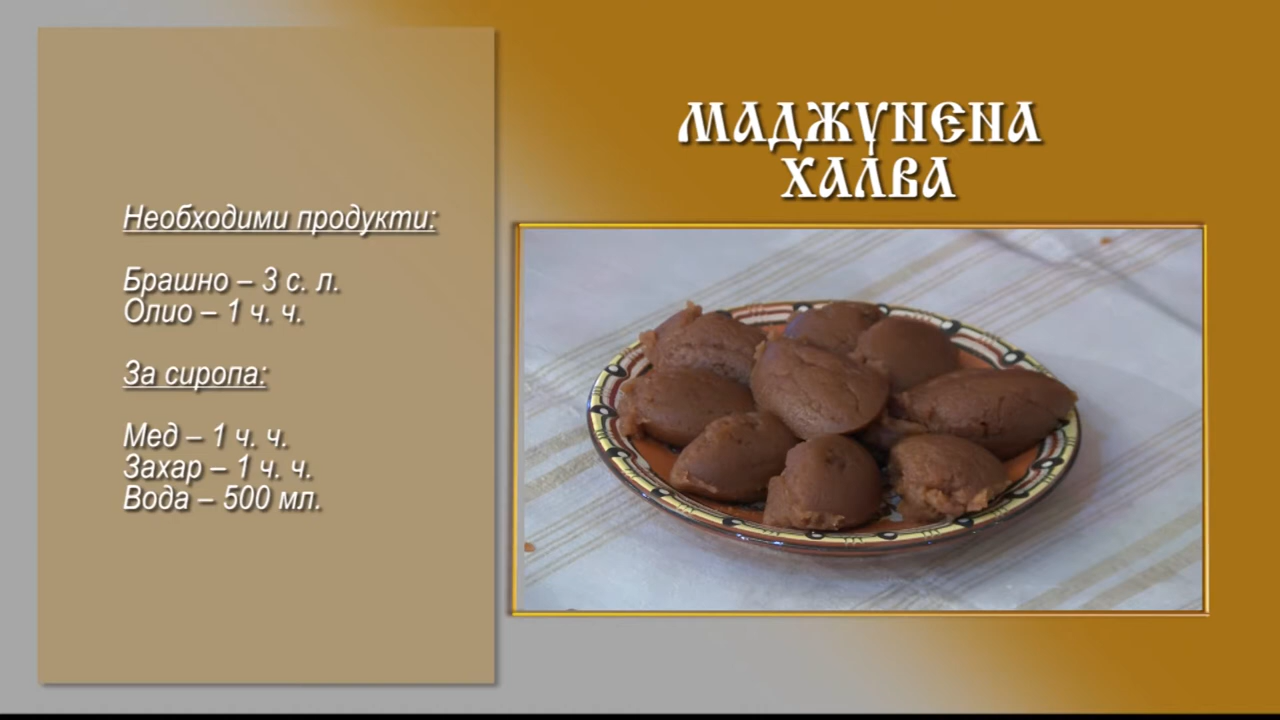 Необходими продукти:
Брашно – 3 с. л.
Олио – 1 ч. ч.
За сиропа:
Мед – 1 ч. ч.
Захар – 1 ч. ч.
Вода – 500 мл.
МАДЖУНЕНА
ХАЛВА